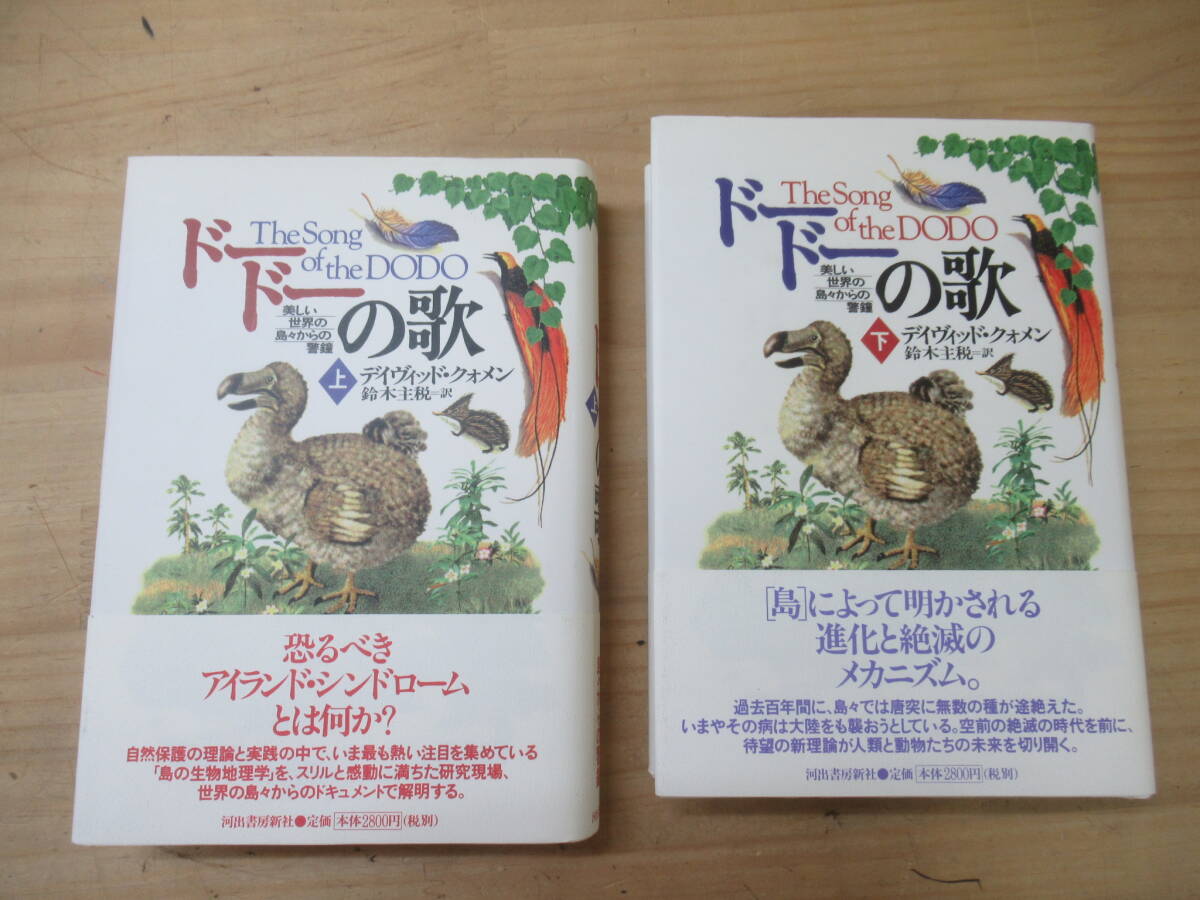 The Song
of the DODO
ドードーの歌
美しい
世界の
島々からの
警鐘
上
デイヴィッド・クォメン
鈴木主税=訳
恐るべき
アイランド・シンドローム
とは何か?
自然保護の理論と実践の中で、いま最も熱い注目を集めている
「島の生物地理学」を、スリルと感動に満ちた研究現場、
世界の島々からのドキュメントで解明する。
河出書房新社●定価 本体2800円(税別)
The Song
of the DODO
ドードーの歌
美しい
世界の
島々からの
警鐘
下
デイヴィッド・クォメン
鈴木主税=訳
[島]によって明かされる
進化と絶滅の
メカニズム。
過去百年間に、島々では唐突に無数の種が途絶えた。
いまやその病は大陸をも襲おうとしている。空前の絶滅の時代を前に、
待望の新理論が人類と動物たちの未来を切り開く。
河出書房新社●定価 本体2800円(税別)